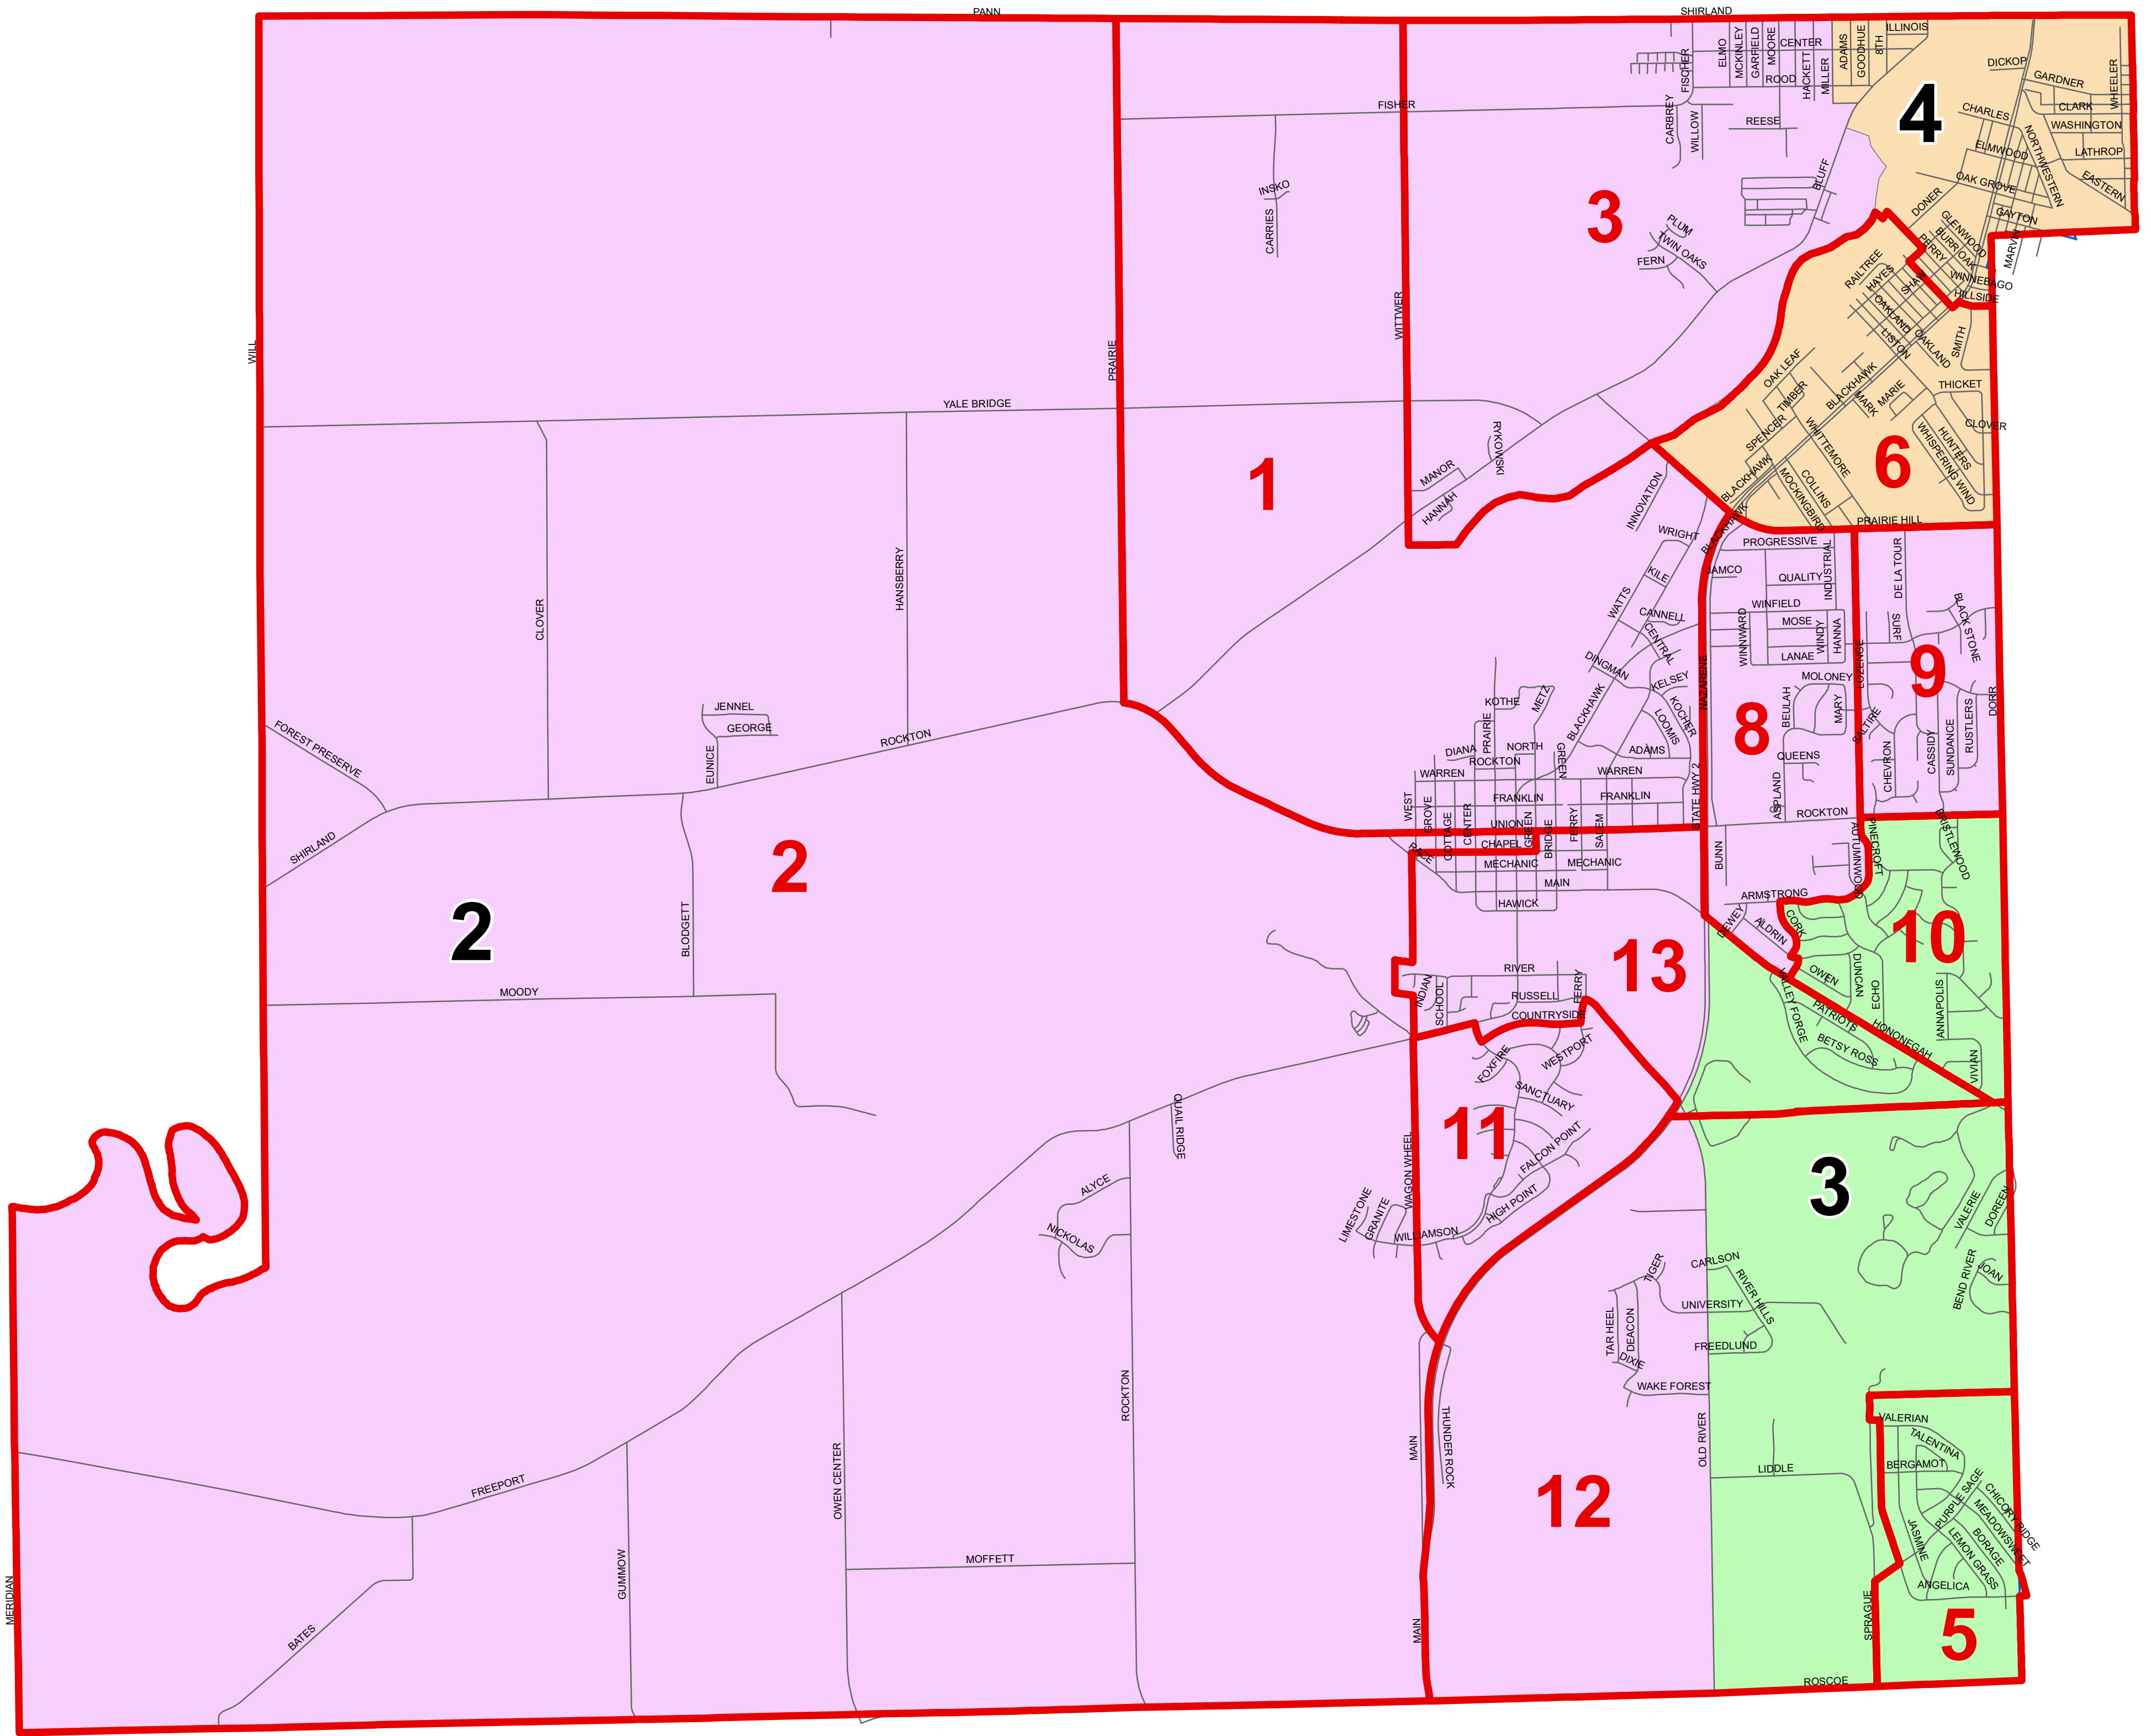 PANN
SHIRLAND
ILLINOIS
ELMO
MCKINLEY
GARFIELD
MOORE
CENTER
ADAMS
GOODHUE
8TH
DICKOP
GARDNER
WHEELER
FISCHER
ROOD
HACKETT
MILLER
4
CLARK
FISHER
CARBREY
WILLOW
REESE
CHARLES
WASHINGTON
NORTHWESTERN
ELMWOOD
LATHROP
EASTERN
OAK GROVE
BLUFF
INSKO
CARRIES
3
DONER
GAYTON
PLUM
TWIN OAKS
FERN
GLENWOOD
BURR OAK
PERRY
MARVIN
RAILTREE
HAYES
SHAW
WINNEBAGO
HILLSIDE
WILL
PRAIRIE
WITTWER
OAKLAND
LISTON
OAKLAND
SMITH
OAK LEAF
TIMBER
BLACKHAWK
MARK
MARIE
THICKET
YALE BRIDGE
CLOVER
SPENCER
WHITTEMORE
HUNTERS
WHISPERING WIND
6
RYKOWSKI
MANOR
HANNAH
1
BLACKHAWK
MOCKINGBIRD
COLLINS
INNOVATION
PRAIRIE HILL
BLACKHAWK
WRIGHT
PROGRESSIVE
INDUSTRIAL
DE LA TOUR
JAMCO
QUALITY
KILE
WATTS
CLOVER
HANSBERRY
WINFIELD
CANNELL
CENTRAL
WINNWARD
MOSE
WINDY
HANNA
SURF
BLACK STONE
LANAE
LOZENGE
9
DINGMAN
KELSEY
NAZARENE
MOLONEY
KOTHE
METZ
BLACKHAWK
LOOMIS
KOCHER
8
BEULAH
MARY
SALTIRE
DORR
RUSTLERS
JENNEL
GEORGE
EUNICE
ROCKTON
FOREST PRESERVE
PRAIRIE
DIANA
NORTH
ROCKTON
GREEN
ADAMS
QUEENS
CHEVRON
CASSIDY
SUNDANCE
WARREN
WARREN
WEST
GROVE
COTTAGE
CENTER
FRANKLIN
FRANKLIN
STATE HWY 2
ASPLAND
ROCKTON
UNION
GREEN
BRIDGE
FERRY
SALEM
SHIRLAND
2
RACE
CHAPEL
MECHANIC
MECHANIC
BUNN
AUTUMNWOOD
PINECROFT
BRISTLEWOOD
MAIN
HAWICK
ARMSTRONG
DEWEY
ALDRIN
CORK
10
2
BLODGETT
13
MOODY
RIVER
INDIAN
SCHOOL
RUSSELL
FERRY
COUNTRYSIDE
OWEN
DUNCAN
ECHO
ANNAPOLIS
VALLEY FORGE
PATRIOTS
HONONEGAH
BETSY ROSS
VIVIAN
FOXFIRE
WESTPORT
SANCTUARY
QUAIL RIDGE
11
FALCON POINT
WAGON WHEEL
3
ALYCE
NICKOLAS
LIMESTONE
GRANITE
WILLIAMSON
HIGH POINT
VALERIE
DOREEN
TIGER
CARLSON
RIVER HILLS
BEND RIVER
JOAN
UNIVERSITY
TAR HEEL
DEACON
DIXIE
FREEDLUND
WAKE FOREST
ROCKTON
THUNDER ROCK
MAIN
OLD RIVER
VALERIAN
TALENTINA
BERGAMOT
LIDDLE
FREEPORT
OWEN CENTER
12
PURPLE SAGE
CHICORY RIDGE
MEADOWSWEET
BORAGE
LEMON GRASS
JASMINE
ANGELICA
MOFFETT
GUMMOW
MERIDIAN
BATES
MAIN
SPRAGUE
5
ROSCOE